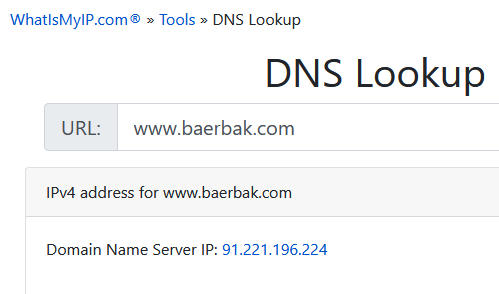 WhatIsMyIP.com® » Tools » DNS Lookup
DNS Lookup
URL: www.baerbak.com
IPv4 address for www.baerbak.com
Domain Name Server IP: 91.221.196.224